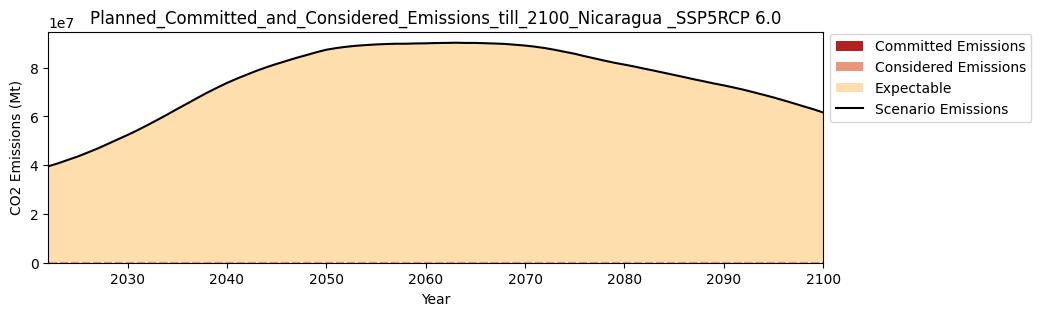 Planned_Committed_and_Considered_Emissions_till_2100_Nicaragua _SSP5RCP 6.0
1e7
8
6
4
2
0
CO2 Emissions (Mt)
2030 2040 2050 2060 2070 2080 2090 2100
Year
Committed Emissions
Considered Emissions
Expectable
Scenario Emissions